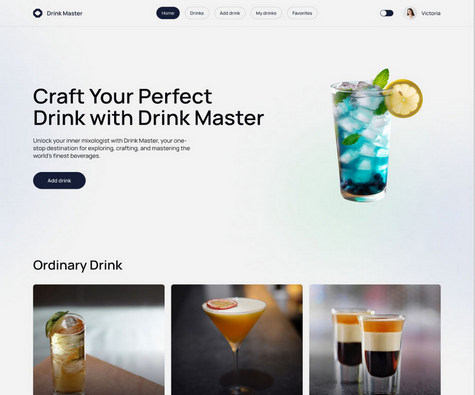 Drink Master
Home
Drinks
Add drink
My drinks
Favorites
Victoria
Craft Your Perfect
Drink with Drink Master
Unlock your inner mixologist with Drink Master, your one-
stop destination for exploring, crafting, and mastering the
world's finest beverages.
Add drink
Ordinary Drink